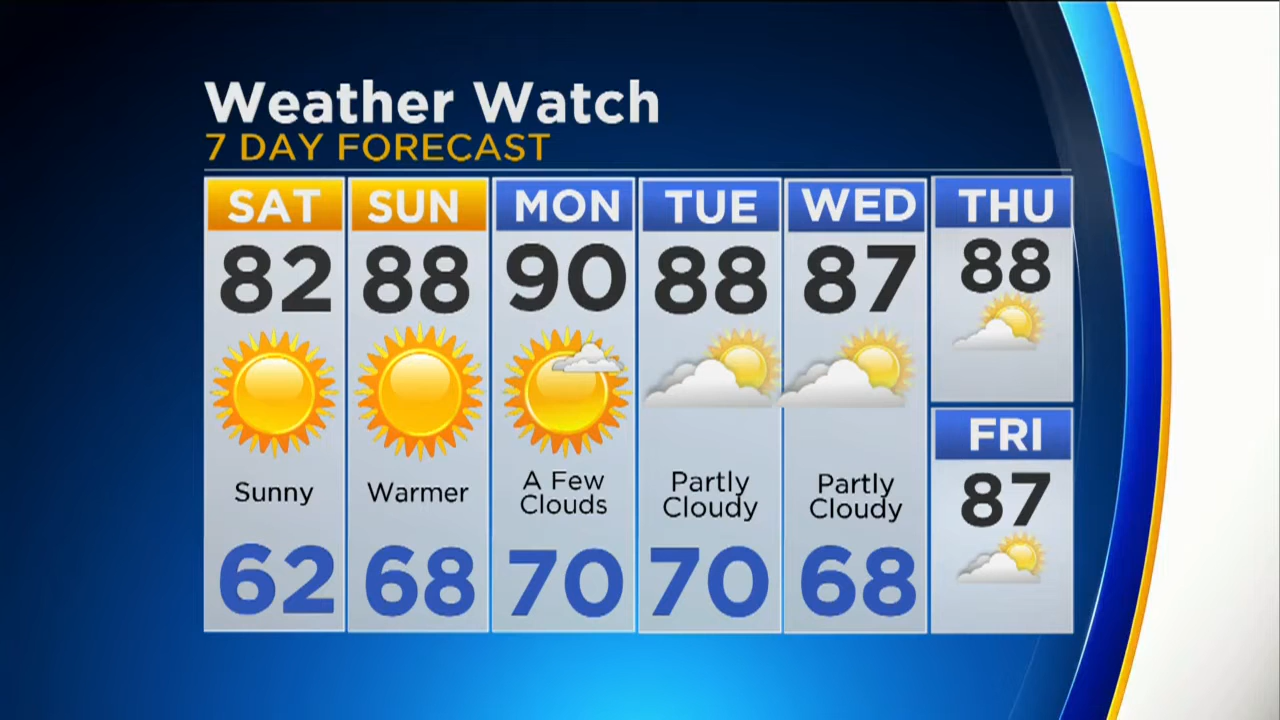 Weather Watch
7 DAY FORECAST
SAT
82
Sunny
62
SUN
88
Warmer
68
MON
90
A Few
Clouds
70
TUE
88
Partly
Cloudy
70
WED
87
Partly
Cloudy
68
THU
88
FRI
87